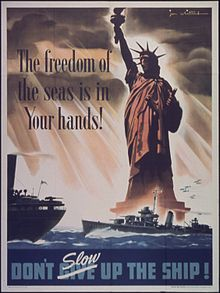 The freedom of
the seas is in
Your hands!
Slow
DON'T GIVE UP THE SHIP!